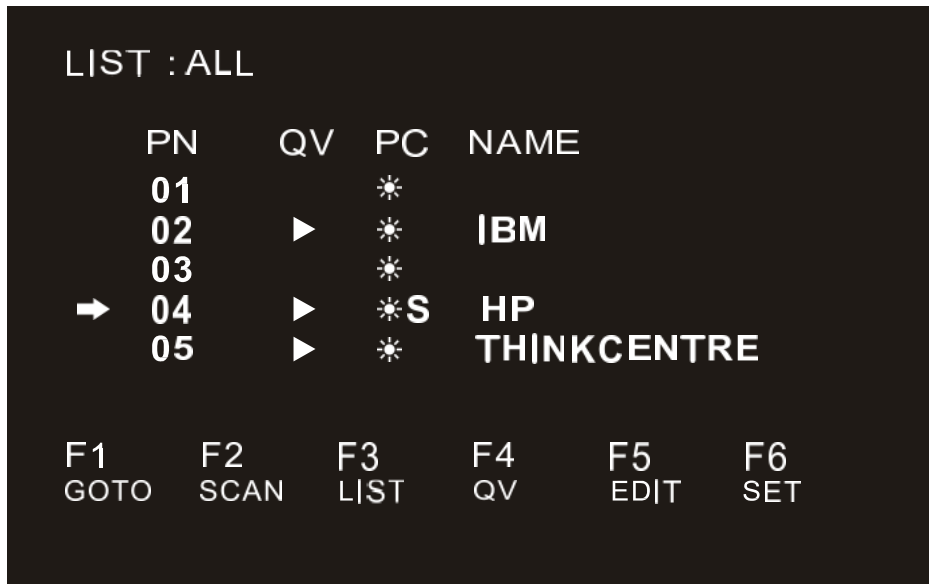 LIST : ALL
PN QV PC NAME
01 ☀
02 ▶ ☀ IBM
03 ☀
➡ 04 ▶ ☀S HP
05 ▶ ☀ THINKCENTRE
F1 F2 F3 F4 F5 F6
GOTO SCAN LIST QV EDIT SET